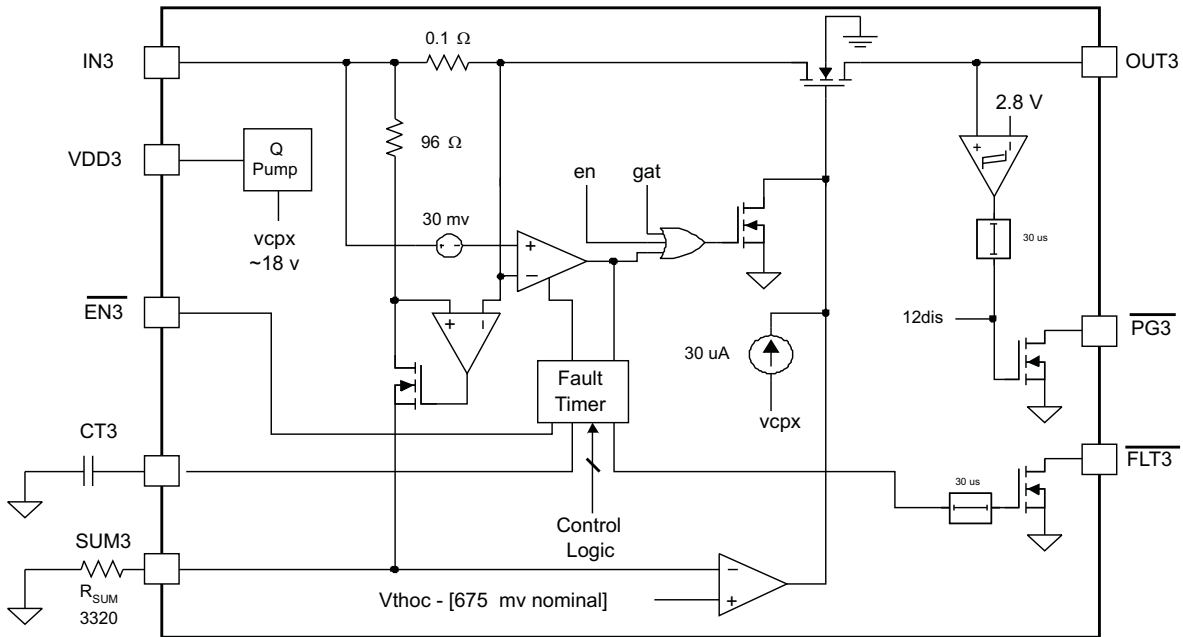 0.1 Ω
IN3
OUT3
2.8 V
+
−
VDD3
Q
Pump
96 Ω
en
gat
vcpx
~18 v
30 mv
+
-
+
−
30 us
EN3
+
−
12dis
PG3
30 uA
vcpx
Fault
Timer
CT3
FLT3
30 us
Control
Logic
SUM3
RSUM
3320
−
+
Vthoc - [675 mv nominal]